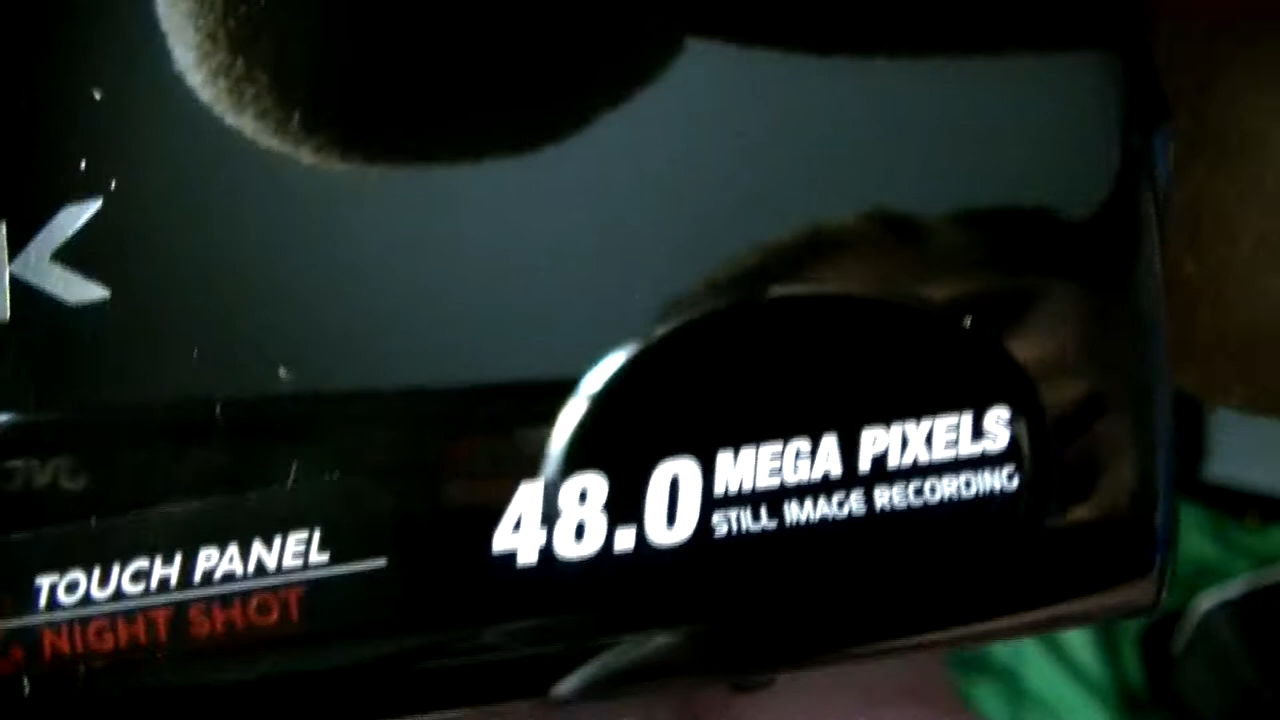 K
TOUCH PANEL
NIGHT SHOT
48.0 MEGA PIXELS
STILL IMAGE RECORDING